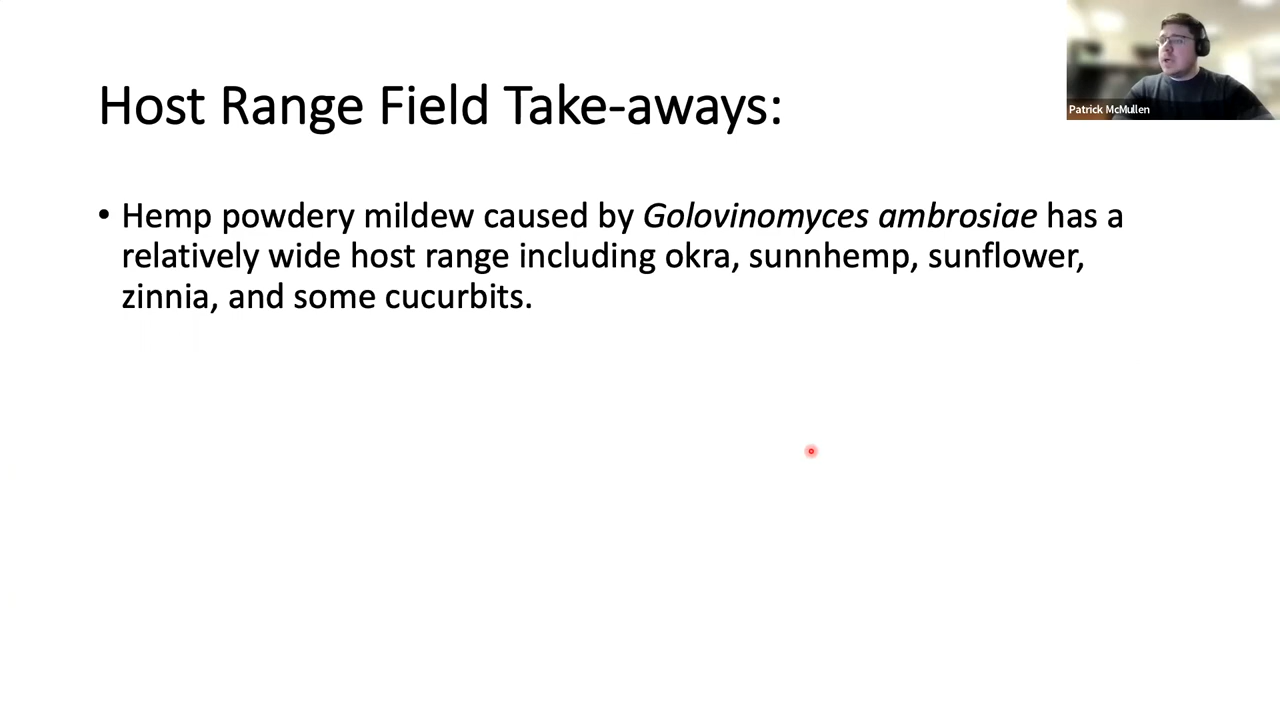 Host Range Field Take-aways:
Patrick McMullen
• Hemp powdery mildew caused by Golovinomyces ambrosiae has a
relatively wide host range including okra, sunnhemp, sunflower,
zinnia, and some cucurbits.